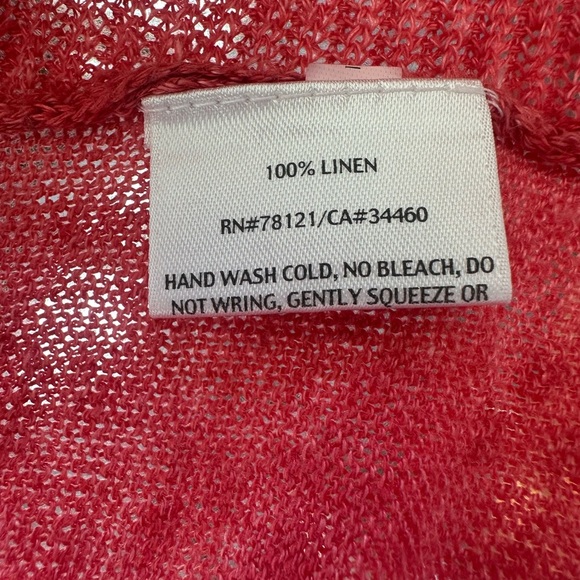 100% LINEN
RN#78121/CA#34460
HAND WASH COLD, NO BLEACH, DO
NOT WRING, GENTLY SQUEEZE OR